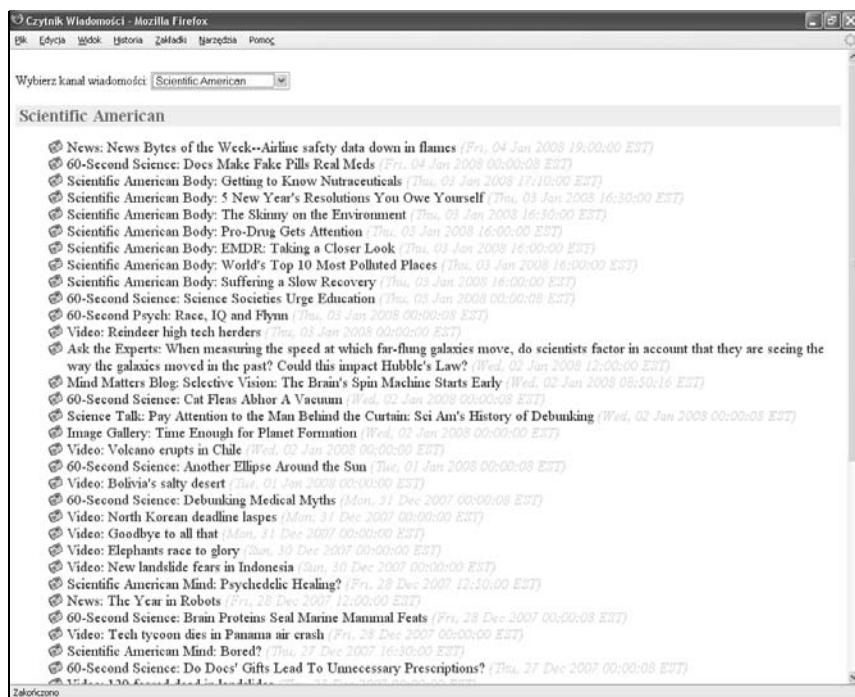 Czytnik Wiadomości - Mozilla Firefox
Plik Edycja Widok Historia Zakładki Narzędzia Pomoc
Wybierz kanał wiadomości: Scientific American
Scientific American
News: News Bytes of the Week--Airline safety data down in flames (Fri, 04 Jan 2008 19:00:00 EST)
60-Second Science: Docs Make Fake Pills Real Meds (Fri, 04 Jan 2008 00:00:08 EST)
Scientific American Body: Getting to Know Nutraceuticals (Thu, 03 Jan 2008 17:10:00 EST)
Scientific American Body: 5 New Year's Resolutions You Owe Yourself (Thu, 03 Jan 2008 16:30:00 EST)
Scientific American Body: The Skinny on the Environment (Thu, 03 Jan 2008 16:30:00 EST)
Scientific American Body: Pro-Drug Gets Attention (Thu, 03 Jan 2008 16:00:00 EST)
Scientific American Body: EMDR: Taking a Closer Look (Thu, 03 Jan 2008 16:00:00 EST)
Scientific American Body: World's Top 10 Most Polluted Places (Thu, 03 Jan 2008 16:00:00 EST)
Scientific American Body: Suffering a Slow Recovery (Thu, 03 Jan 2008 16:00:00 EST)
60-Second Science: Science Societies Urge Education (Thu, 03 Jan 2008 00:00:08 EST)
60-Second Psych: Race, IQ and Flynn (Thu, 03 Jan 2008 00:00:08 EST)
Video: Reindeer high tech herders (Thu, 03 Jan 2008 00:00:00 EST)
Ask the Experts: When measuring the speed at which far-flung galaxies move, do scientists factor in account that they are seeing the
way the galaxies moved in the past? Could this impact Hubble's Law? (Wed, 02 Jan 2008 12:00:00 EST)
Mind Matters Blog: Selective Vision: The Brain's Spin Machine Starts Early (Wed, 02 Jan 2008 08:50:16 EST)
60-Second Science: Cat Fleas Abhor A Vacuum (Wed, 02 Jan 2008 00:00:08 EST)
Science Talk: Pay Attention to the Man Behind the Curtain: Sci Am's History of Debunking (Wed, 02 Jan 2008 00:00:08 EST)
Image Gallery: Time Enough for Planet Formation (Wed, 02 Jan 2008 00:00:00 EST)
Video: Volcano erupts in Chile (Wed, 02 Jan 2008 00:00:00 EST)
60-Second Science: Another Ellipse Around the Sun (Tue, 01 Jan 2008 00:00:08 EST)
Video: Bolivia's salty desert (Tue, 01 Jan 2008 00:00:00 EST)
60-Second Science: Debunking Medical Myths (Mon, 31 Dec 2007 00:00:08 EST)
Video: North Korean deadline laspes (Mon, 31 Dec 2007 00:00:00 EST)
Video: Goodbye to all that (Mon, 31 Dec 2007 00:00:00 EST)
Video: Elephants race to glory (Sun, 30 Dec 2007 00:00:00 EST)
Video: New landslide fears in Indonesia (Sun, 30 Dec 2007 00:00:00 EST)
Scientific American Mind: Psychedelic Healing? (Fri, 28 Dec 2007 12:30:00 EST)
News: The Year in Robots (Fri, 28 Dec 2007 12:00:00 EST)
60-Second Science: Brain Proteins Seal Marine Mammal Feats (Fri, 28 Dec 2007 00:00:08 EST)
Video: Tech tycoon dies in Panama air crash (Fri, 28 Dec 2007 00:00:00 EST)
Scientific American Mind: Bored? (Thu, 27 Dec 2007 16:30:00 EST)
60-Second Science: Do Docs' Gifts Lead To Unnecessary Prescriptions? (Thu, 27 Dec 2007 00:00:08 EST)
Zakończono